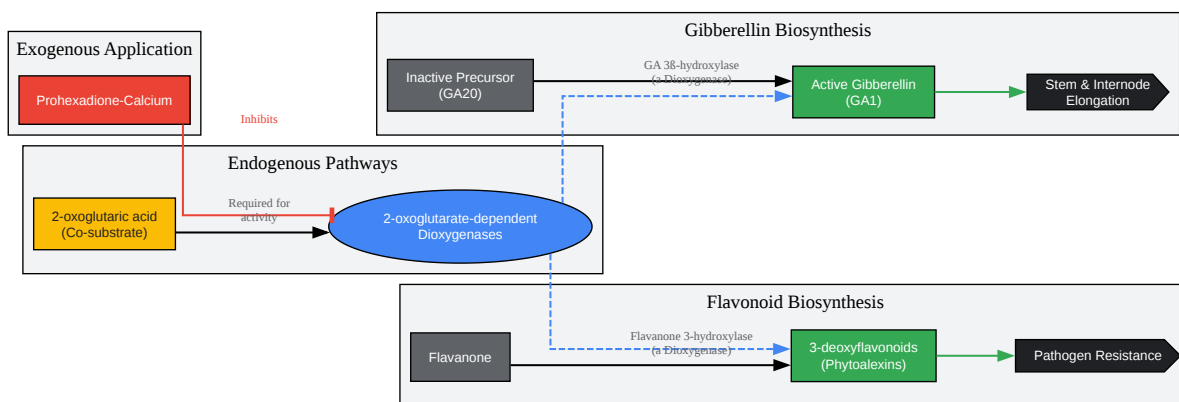 Exogenous Application
Prohexadione-Calcium
Inhibits
Endogenous Pathways
2-oxoglutaric acid
(Co-substrate)
Required for
activity
2-oxoglutarate-dependent
Dioxygenases
Gibberellin Biosynthesis
Inactive Precursor
(GA20)
GA 3ß-hydroxylase
(a Dioxygenase)
Active Gibberellin
(GA1)
Stem & Internode
Elongation
Flavonoid Biosynthesis
Flavanone
Flavanone 3-hydroxylase
(a Dioxygenase)
3-deoxyflavonoids
(Phytoalexins)
Pathogen Resistance